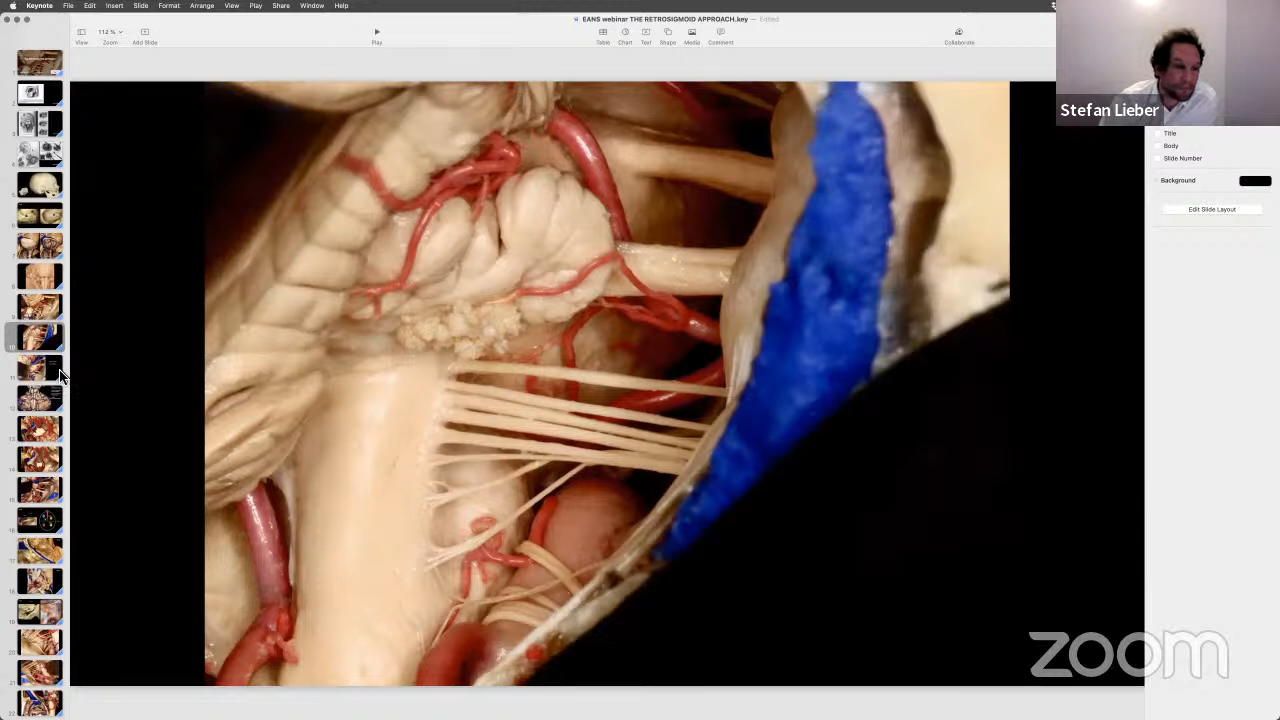 Keynote File Edit Insert Slide Format Arrange View Play Share Window Help
EANS webinar THE RETROSIGMOID APPROACH.key — Edited
112 %
View Zoom Add Slide Play Table Chart Text Media Shape Comment Collaborate
Stefan Lieber
Title
Body
Slide Number
Background
Edit Slide Layout
zoom